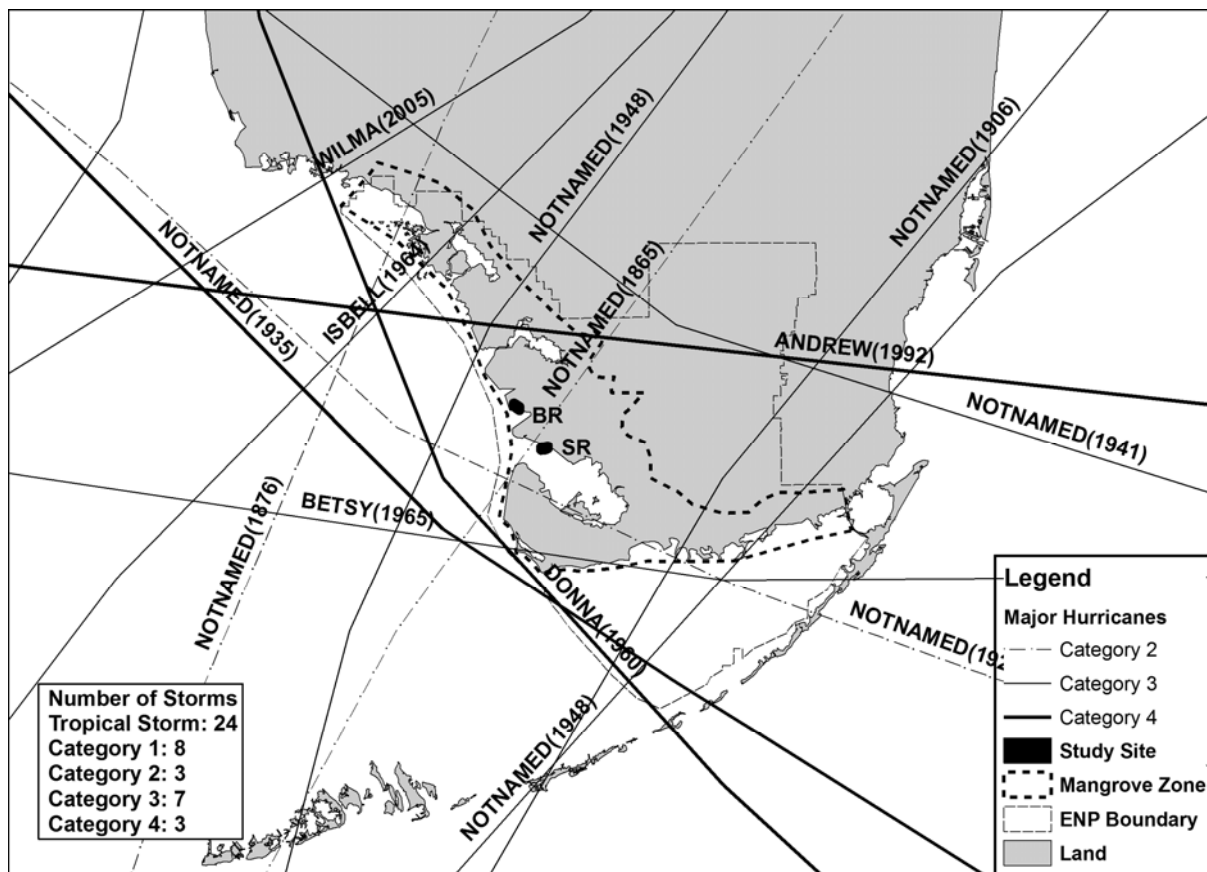 WILMA(2005)
NOTNAMED(1948)
NOTNAMED(1906)
NOTNAMED(1935)
ISBELL(1964)
NOTNAMED(1865)
ANDREW(1992)
NOTNAMED(1941)
BR
SR
BETSY(1965)
NOTNAMED(1876)
DONNA(1960)
NOTNAMED(1948)
Number of Storms
Tropical Storm: 24
Category 1: 8
Category 2: 3
Category 3: 7
Category 4: 3
Legend
Major Hurricanes
Category 2
Category 3
Category 4
Study Site
Mangrove Zone
ENP Boundary
Land